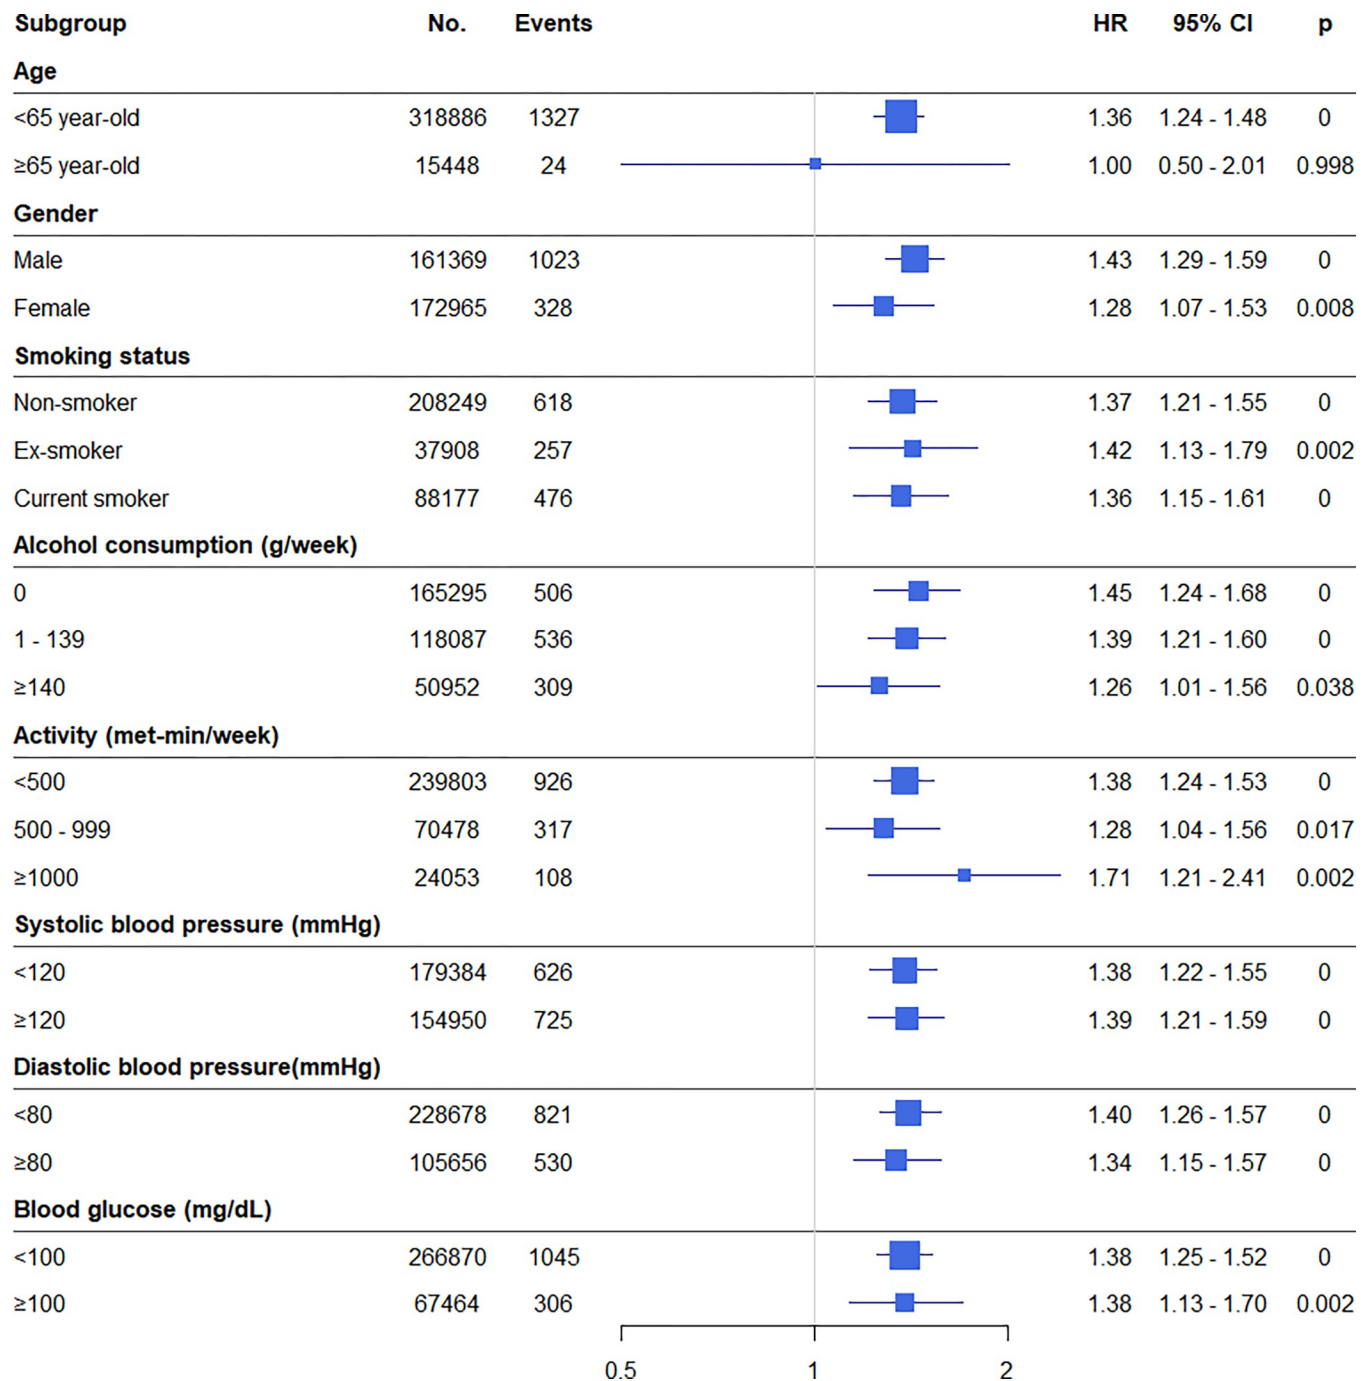 Subgroup No. Events HR 95% CI p
Age
<65 year-old 318886 1327 1.36 1.24 - 1.48 0
≥65 year-old 15448 24 1.00 0.50 - 2.01 0.998
Gender
Male 161369 1023 1.43 1.29 - 1.59 0
Female 172965 328 1.28 1.07 - 1.53 0.008
Smoking status
Non-smoker 208249 618 1.37 1.21 - 1.55 0
Ex-smoker 37908 257 1.42 1.13 - 1.79 0.002
Current smoker 88177 476 1.36 1.15 - 1.61 0
Alcohol consumption (g/week)
0 165295 506 1.45 1.24 - 1.68 0
1 - 139 118087 536 1.39 1.21 - 1.60 0
≥140 50952 309 1.26 1.01 - 1.56 0.038
Activity (met-min/week)
<500 239803 926 1.38 1.24 - 1.53 0
500 - 999 70478 317 1.28 1.04 - 1.56 0.017
≥1000 24053 108 1.71 1.21 - 2.41 0.002
Systolic blood pressure (mmHg)
<120 179384 626 1.38 1.22 - 1.55 0
≥120 154950 725 1.39 1.21 - 1.59 0
Diastolic blood pressure(mmHg)
<80 228678 821 1.40 1.26 - 1.57 0
≥80 105656 530 1.34 1.15 - 1.57 0
Blood glucose (mg/dL)
<100 266870 1045 1.38 1.25 - 1.52 0
≥100 67464 306 1.38 1.13 - 1.70 0.002
0.5 1 2